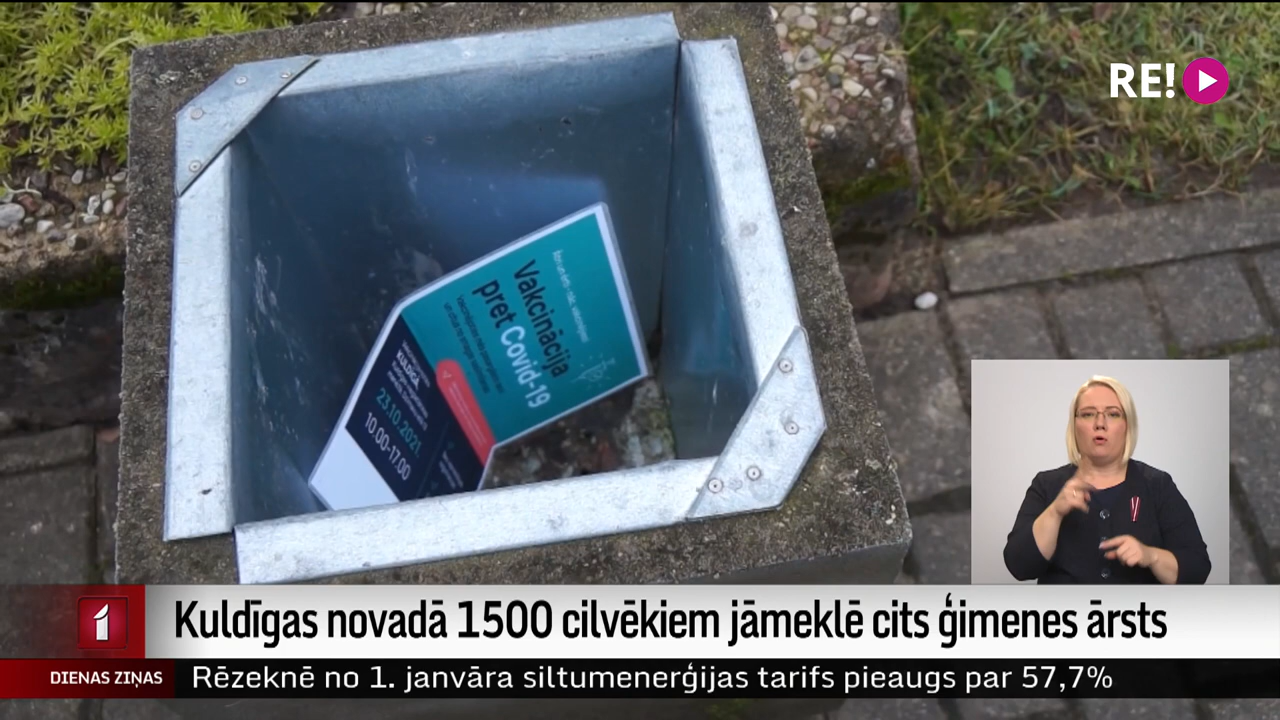 RE!
Vakcinācija
pret Covid-19
KULDĪGĀ
23.10.2021.
10.00-17.00
1
Kuldīgas novadā 1500 cilvēkiem jāmeklē cits ģimenes ārsts
DIENAS ZIŅAS
Rēzeknē no 1. janvāra siltumenerģijas tarifs pieaugs par 57,7%